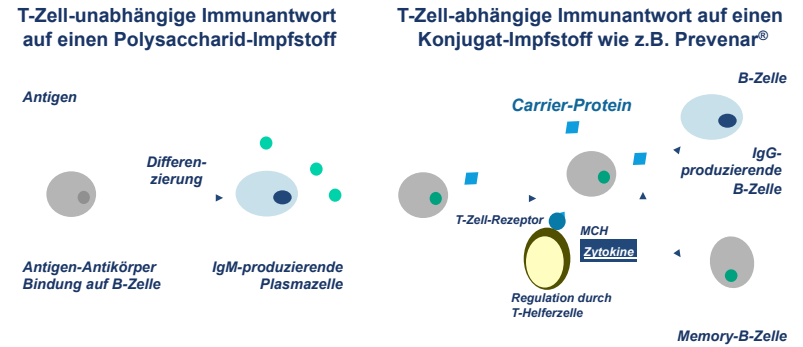 T-Zell-unabhängige Immunantwort
auf einen Polysaccharid-Impfstoff
T-Zell-abhängige Immunantwort auf einen
Konjugat-Impfstoff wie z.B. Prevenar®
Antigen
Differen-
zierung
Antigen-Antikörper
Bindung auf B-Zelle
IgM-produzierende
Plasmazelle
Carrier-Protein
B-Zelle
IgG-
produzierende
B-Zelle
T-Zell-Rezeptor
MCH
Zytokine
Regulation durch
T-Helferzelle
Memory-B-Zelle